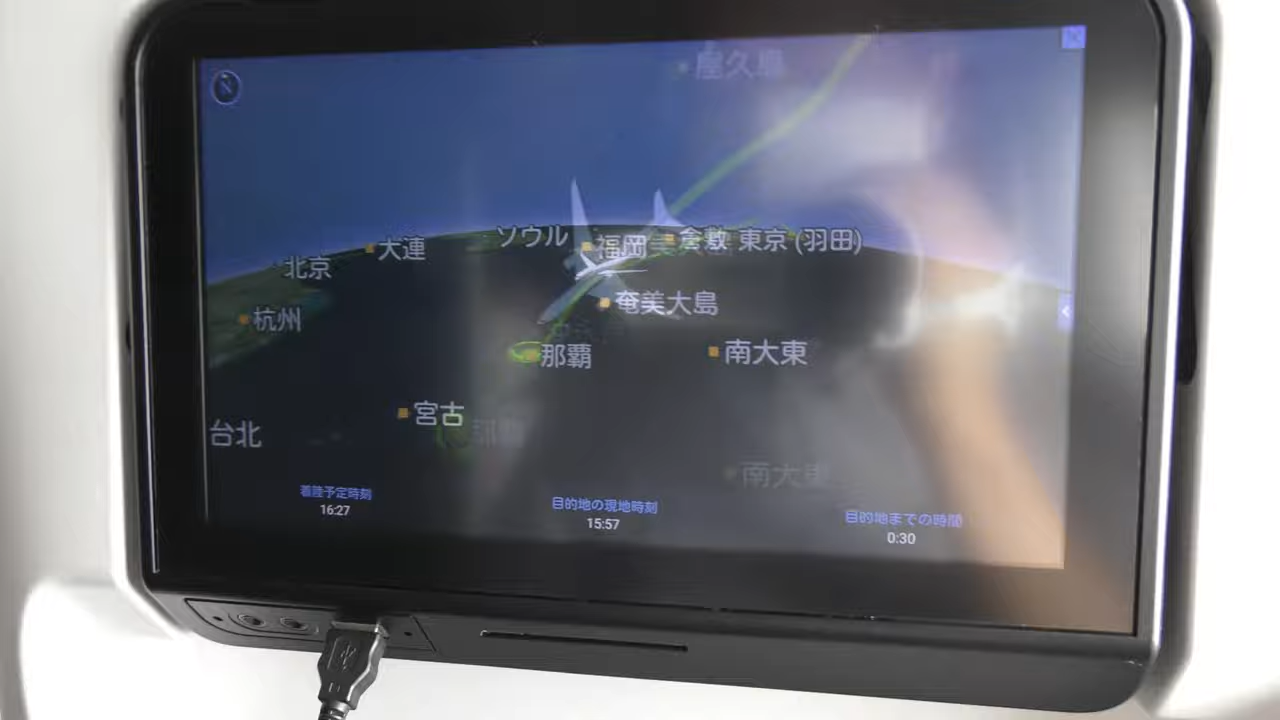 屋久島
ソウル
福岡
倉敷
東京 (羽田)
大連
北京
奄美大島
杭州
那覇
南大東
宮古
台北
那覇
南大東
着陸予定時刻
16:27
目的地の現地時刻
15:57
目的地までの時間
0:30